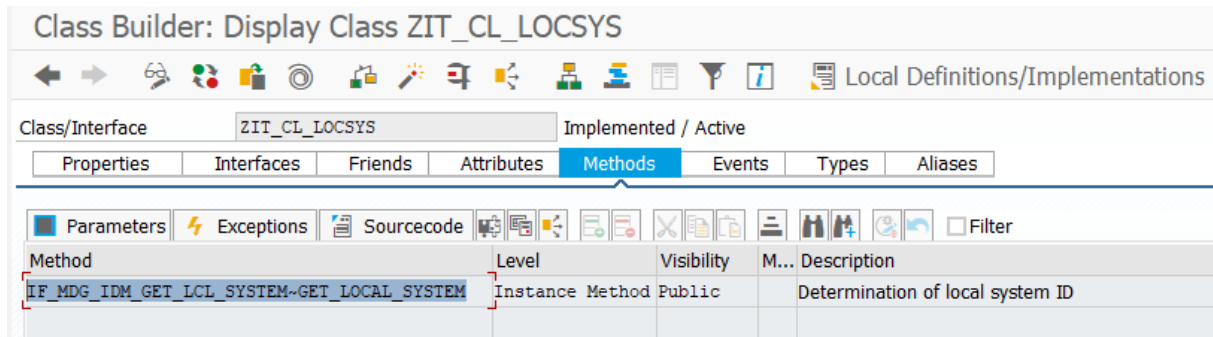 Class Builder: Display Class ZIT_CL_LOCSYS
Local Definitions/Implementations
Class/Interface ZIT_CL_LOCSYS Implemented / Active
Properties Interfaces Friends Attributes Methods Events Types Aliases
Parameters Exceptions Sourcecode Filter
Method Level Visibility M... Description
IF_MDG_IDM_GET_LCL_SYSTEM~GET_LOCAL_SYSTEM Instance Method Public Determination of local system ID